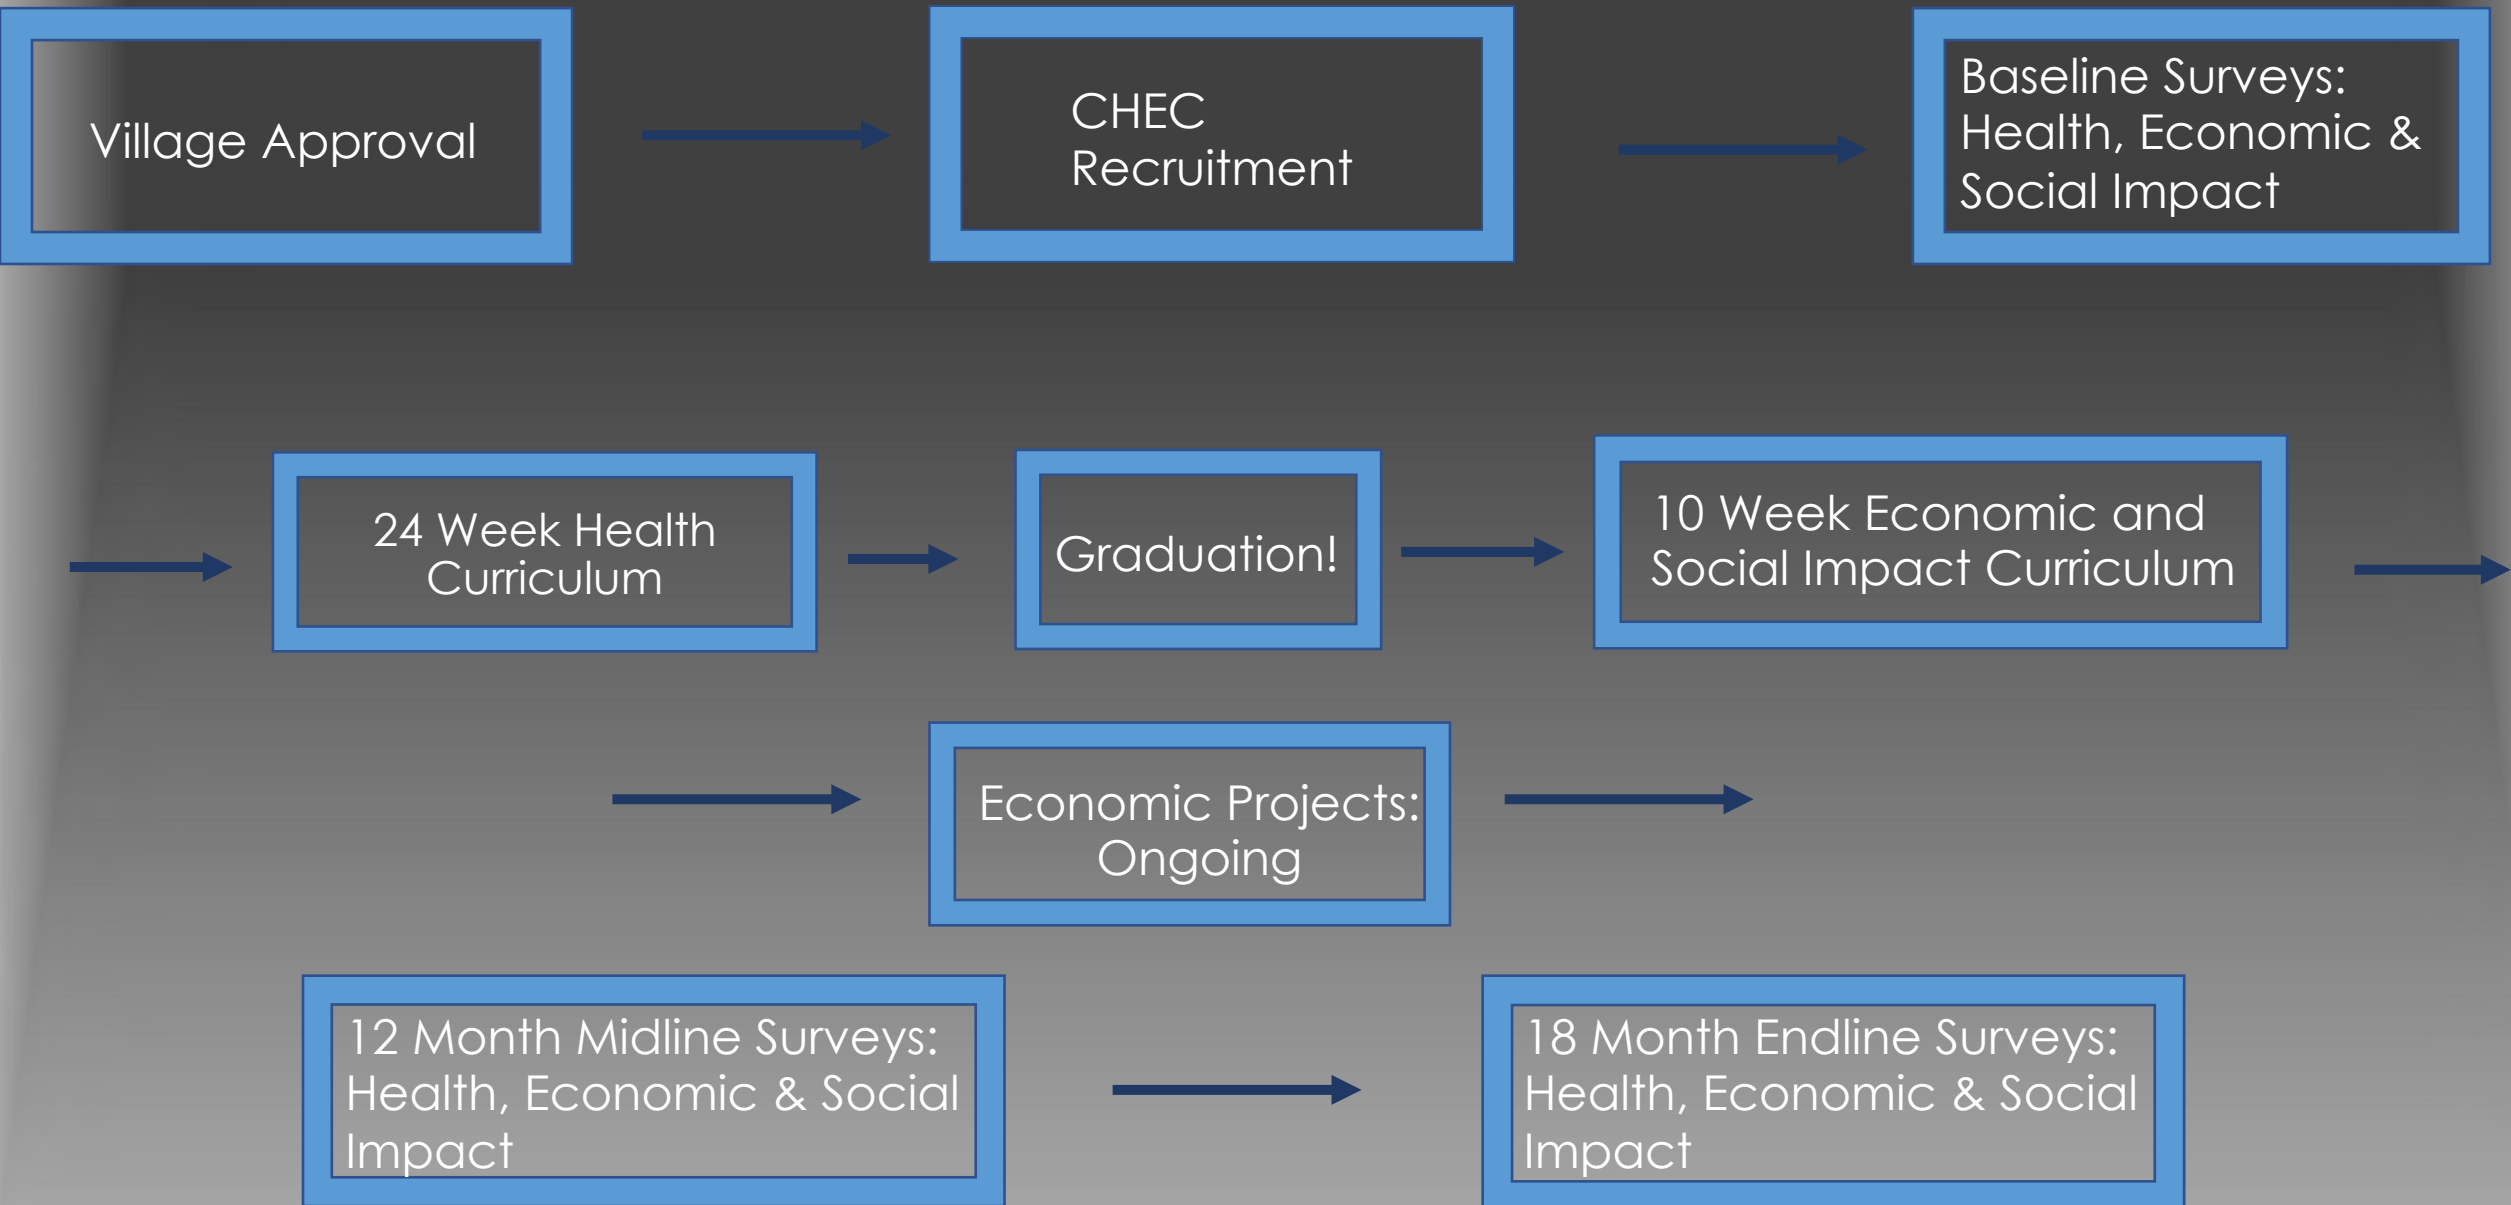 Village Approval
CHEC
Recruitment
Baseline Surveys:
Health, Economic &
Social Impact
24 Week Health
Curriculum
Graduation!
10 Week Economic and
Social Impact Curriculum
Economic Projects:
Ongoing
12 Month Midline Surveys:
Health, Economic & Social
Impact
18 Month Endline Surveys:
Health, Economic & Social
Impact